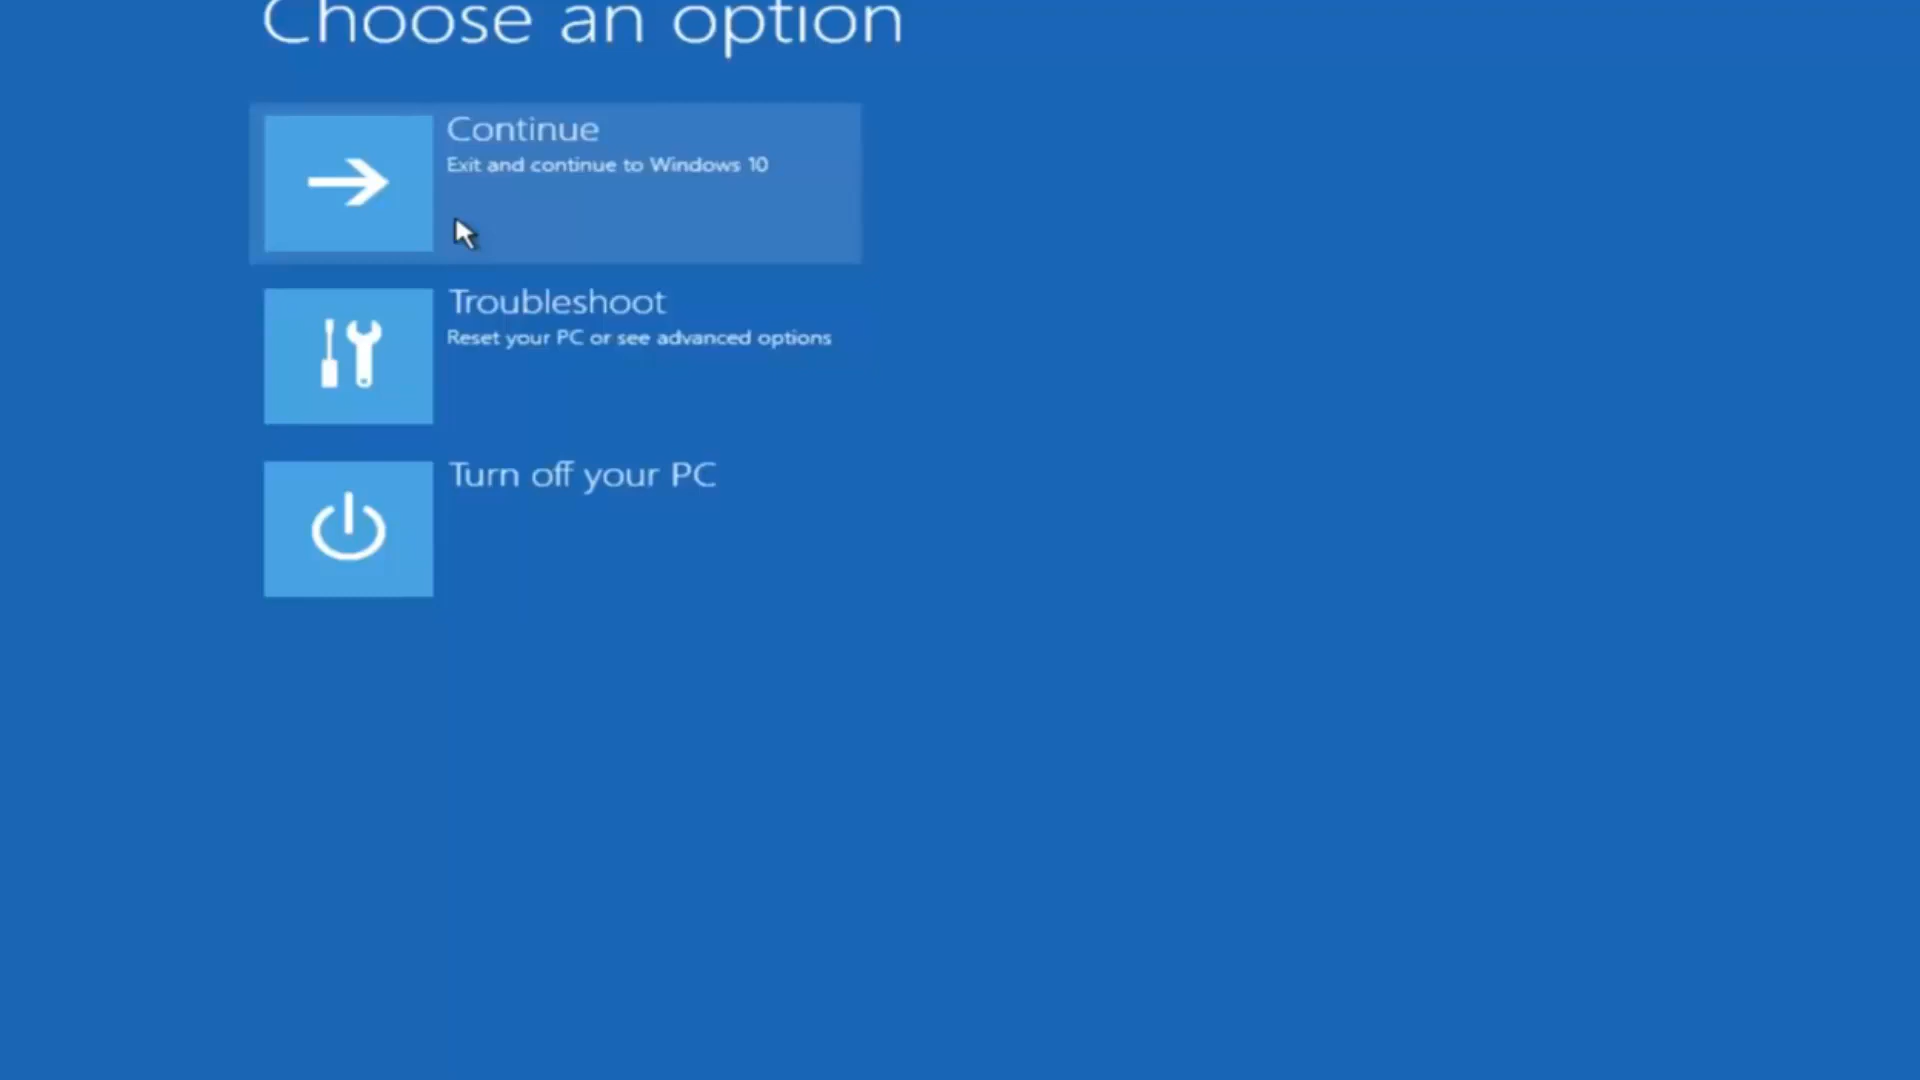 Choose an option
Continue
Exit and continue to Windows 10
Troubleshoot
Reset your PC or see advanced options
Turn off your PC